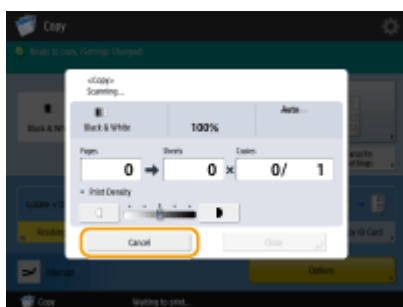 Copy
Ready to copy. (Settings Changed)
<Copy>
Scanning...
Black & White
100%
Auto
Pages
Sheets
Copies
0 → 0 × 0/ 1
• Print Density
Cancel
Close
Interrupt
Options
Copy Waiting to print...